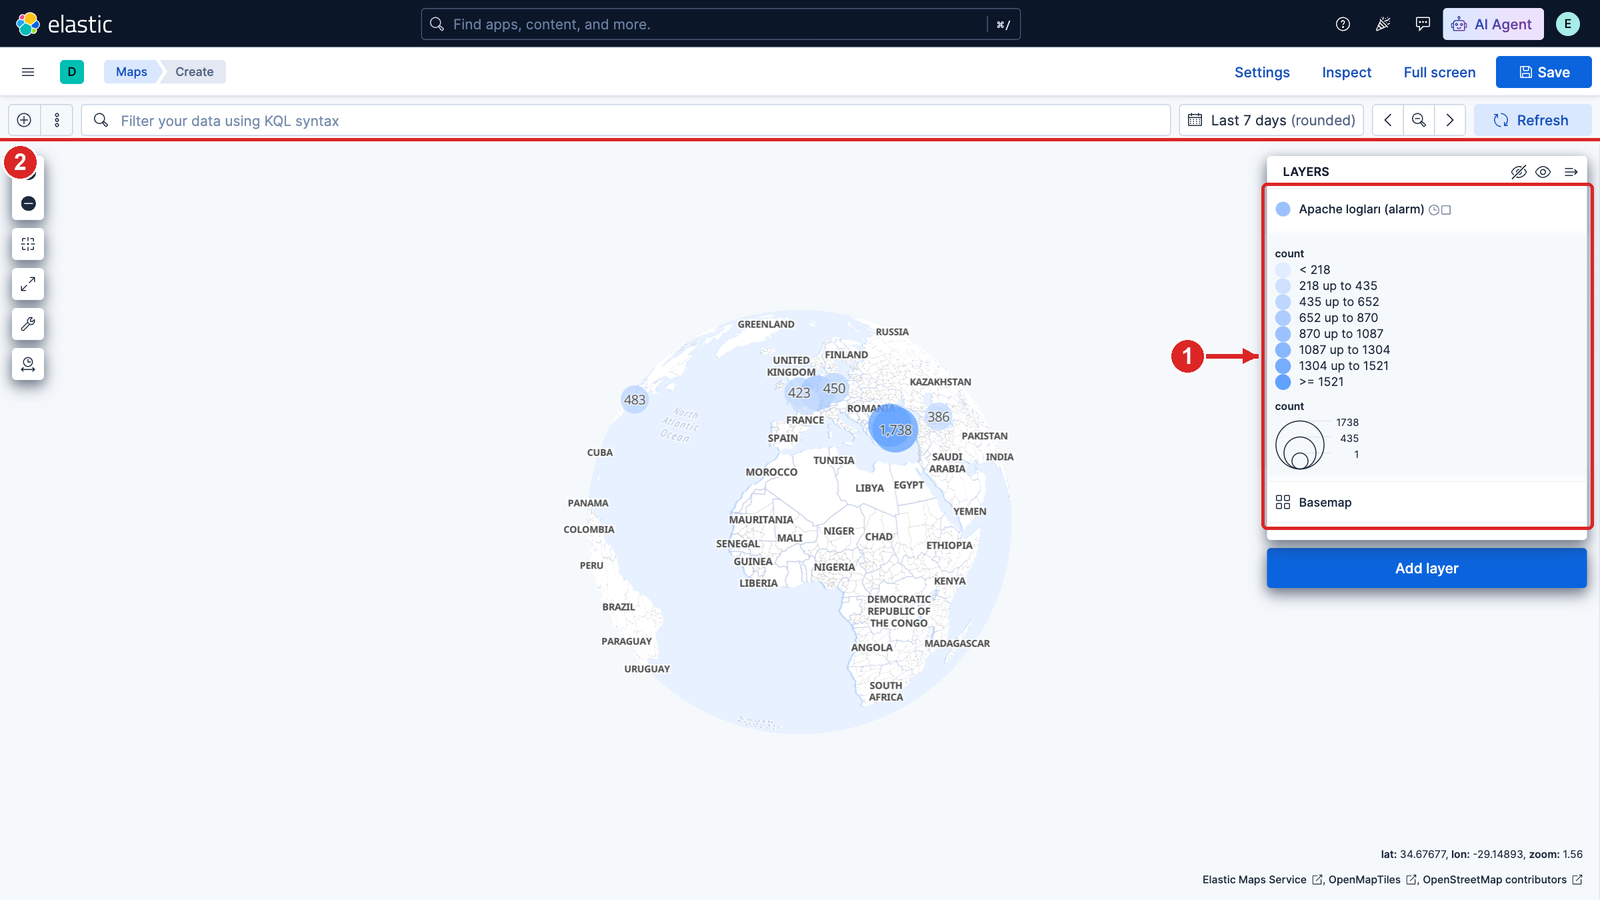 elastic
Find apps, content, and more.
⌘/
AI Agent
E
D
Maps
Create
Settings
Inspect
Full screen
Save
Filter your data using KQL syntax
Last 7 days (rounded)
Refresh
2
LAYERS
Apache logları (alarm)
count
< 218
218 up to 435
435 up to 652
652 up to 870
870 up to 1087
1087 up to 1304
1304 up to 1521
>= 1521
count
1738
435
1
Basemap
Add layer
1
GREENLAND
RUSSIA
FINLAND
UNITED
KINGDOM
KAZAKHSTAN
483
423
450
386
ROMANIA
1,738
North
Atlantic
Ocean
FRANCE
SPAIN
PAKISTAN
CUBA
TUNISIA
SAUDI
ARABIA
INDIA
MOROCCO
LIBYA
EGYPT
PANAMA
YEMEN
MAURITANIA
COLOMBIA
NIGER
MALI
CHAD
SENEGAL
ETHIOPIA
GUINEA
PERU
NIGERIA
LIBERIA
KENYA
DEMOCRATIC
REPUBLIC OF
THE CONGO
BRAZIL
PARAGUAY
ANGOLA
MADAGASCAR
URUGUAY
SOUTH
AFRICA
lat: 34.67677, lon: -29.14893, zoom: 1.56
Elastic Maps Service , OpenMapTiles , OpenStreetMap contributors